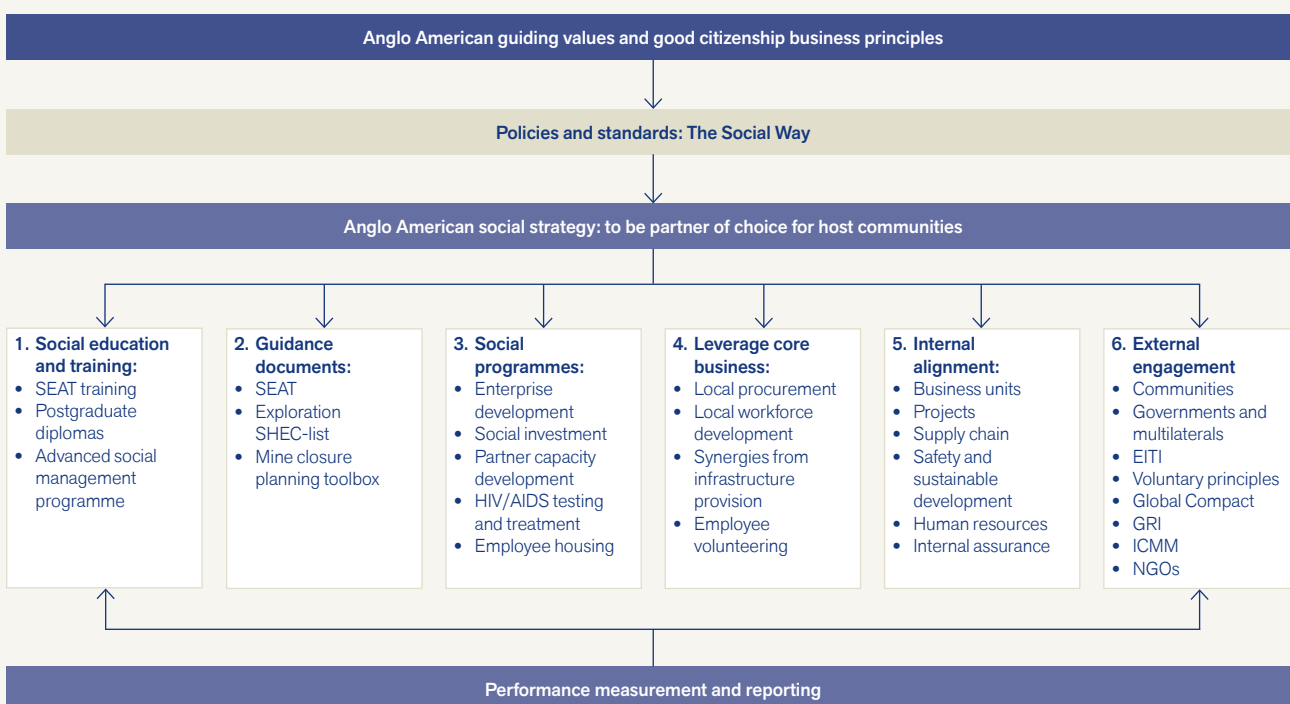 Anglo American guiding values and good citizenship business principles
Policies and standards: The Social Way
Anglo American social strategy: to be partner of choice for host communities
1. Social education
and training:
• SEAT training
• Postgraduate
diplomas
• Advanced social
management
programme
2. Guidance
documents:
• SEAT
• Exploration
SHEC-list
• Mine closure
planning toolbox
3. Social
programmes:
• Enterprise
development
• Social investment
• Partner capacity
development
• HIV/AIDS testing
and treatment
• Employee housing
4. Leverage core
business:
• Local procurement
• Local workforce
development
• Synergies from
infrastructure
provision
• Employee
volunteering
5. Internal
alignment:
• Business units
• Projects
• Supply chain
• Safety and
sustainable
development
• Human resources
• Internal assurance
6. External
engagement
• Communities
• Governments and
multilaterals
• EITI
• Voluntary principles
• Global Compact
• GRI
• ICMM
• NGOs
Performance measurement and reporting